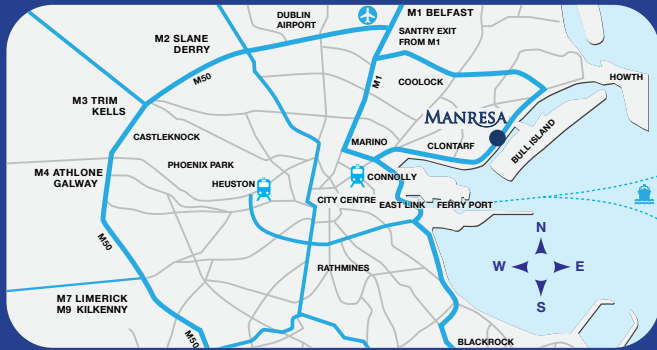 DUBLIN
AIRPORT
M1 BELFAST
SANTRY EXIT
FROM M1
M2 SLANE
DERRY
M50
M1
COOLOCK
HOWTH
M3 TRIM
KELLS
MANRESA
CASTLEKNOCK
MARINO
CLONTARF
BULL ISLAND
PHOENIX PARK
M4 ATHLONE
GALWAY
HEUSTON
CONNOLLY
CITY CENTRE
EAST LINK
FERRY PORT
M50
N
W
E
S
RATHMINES
M7 LIMERICK
M9 KILKENNY
M50
BLACKROCK